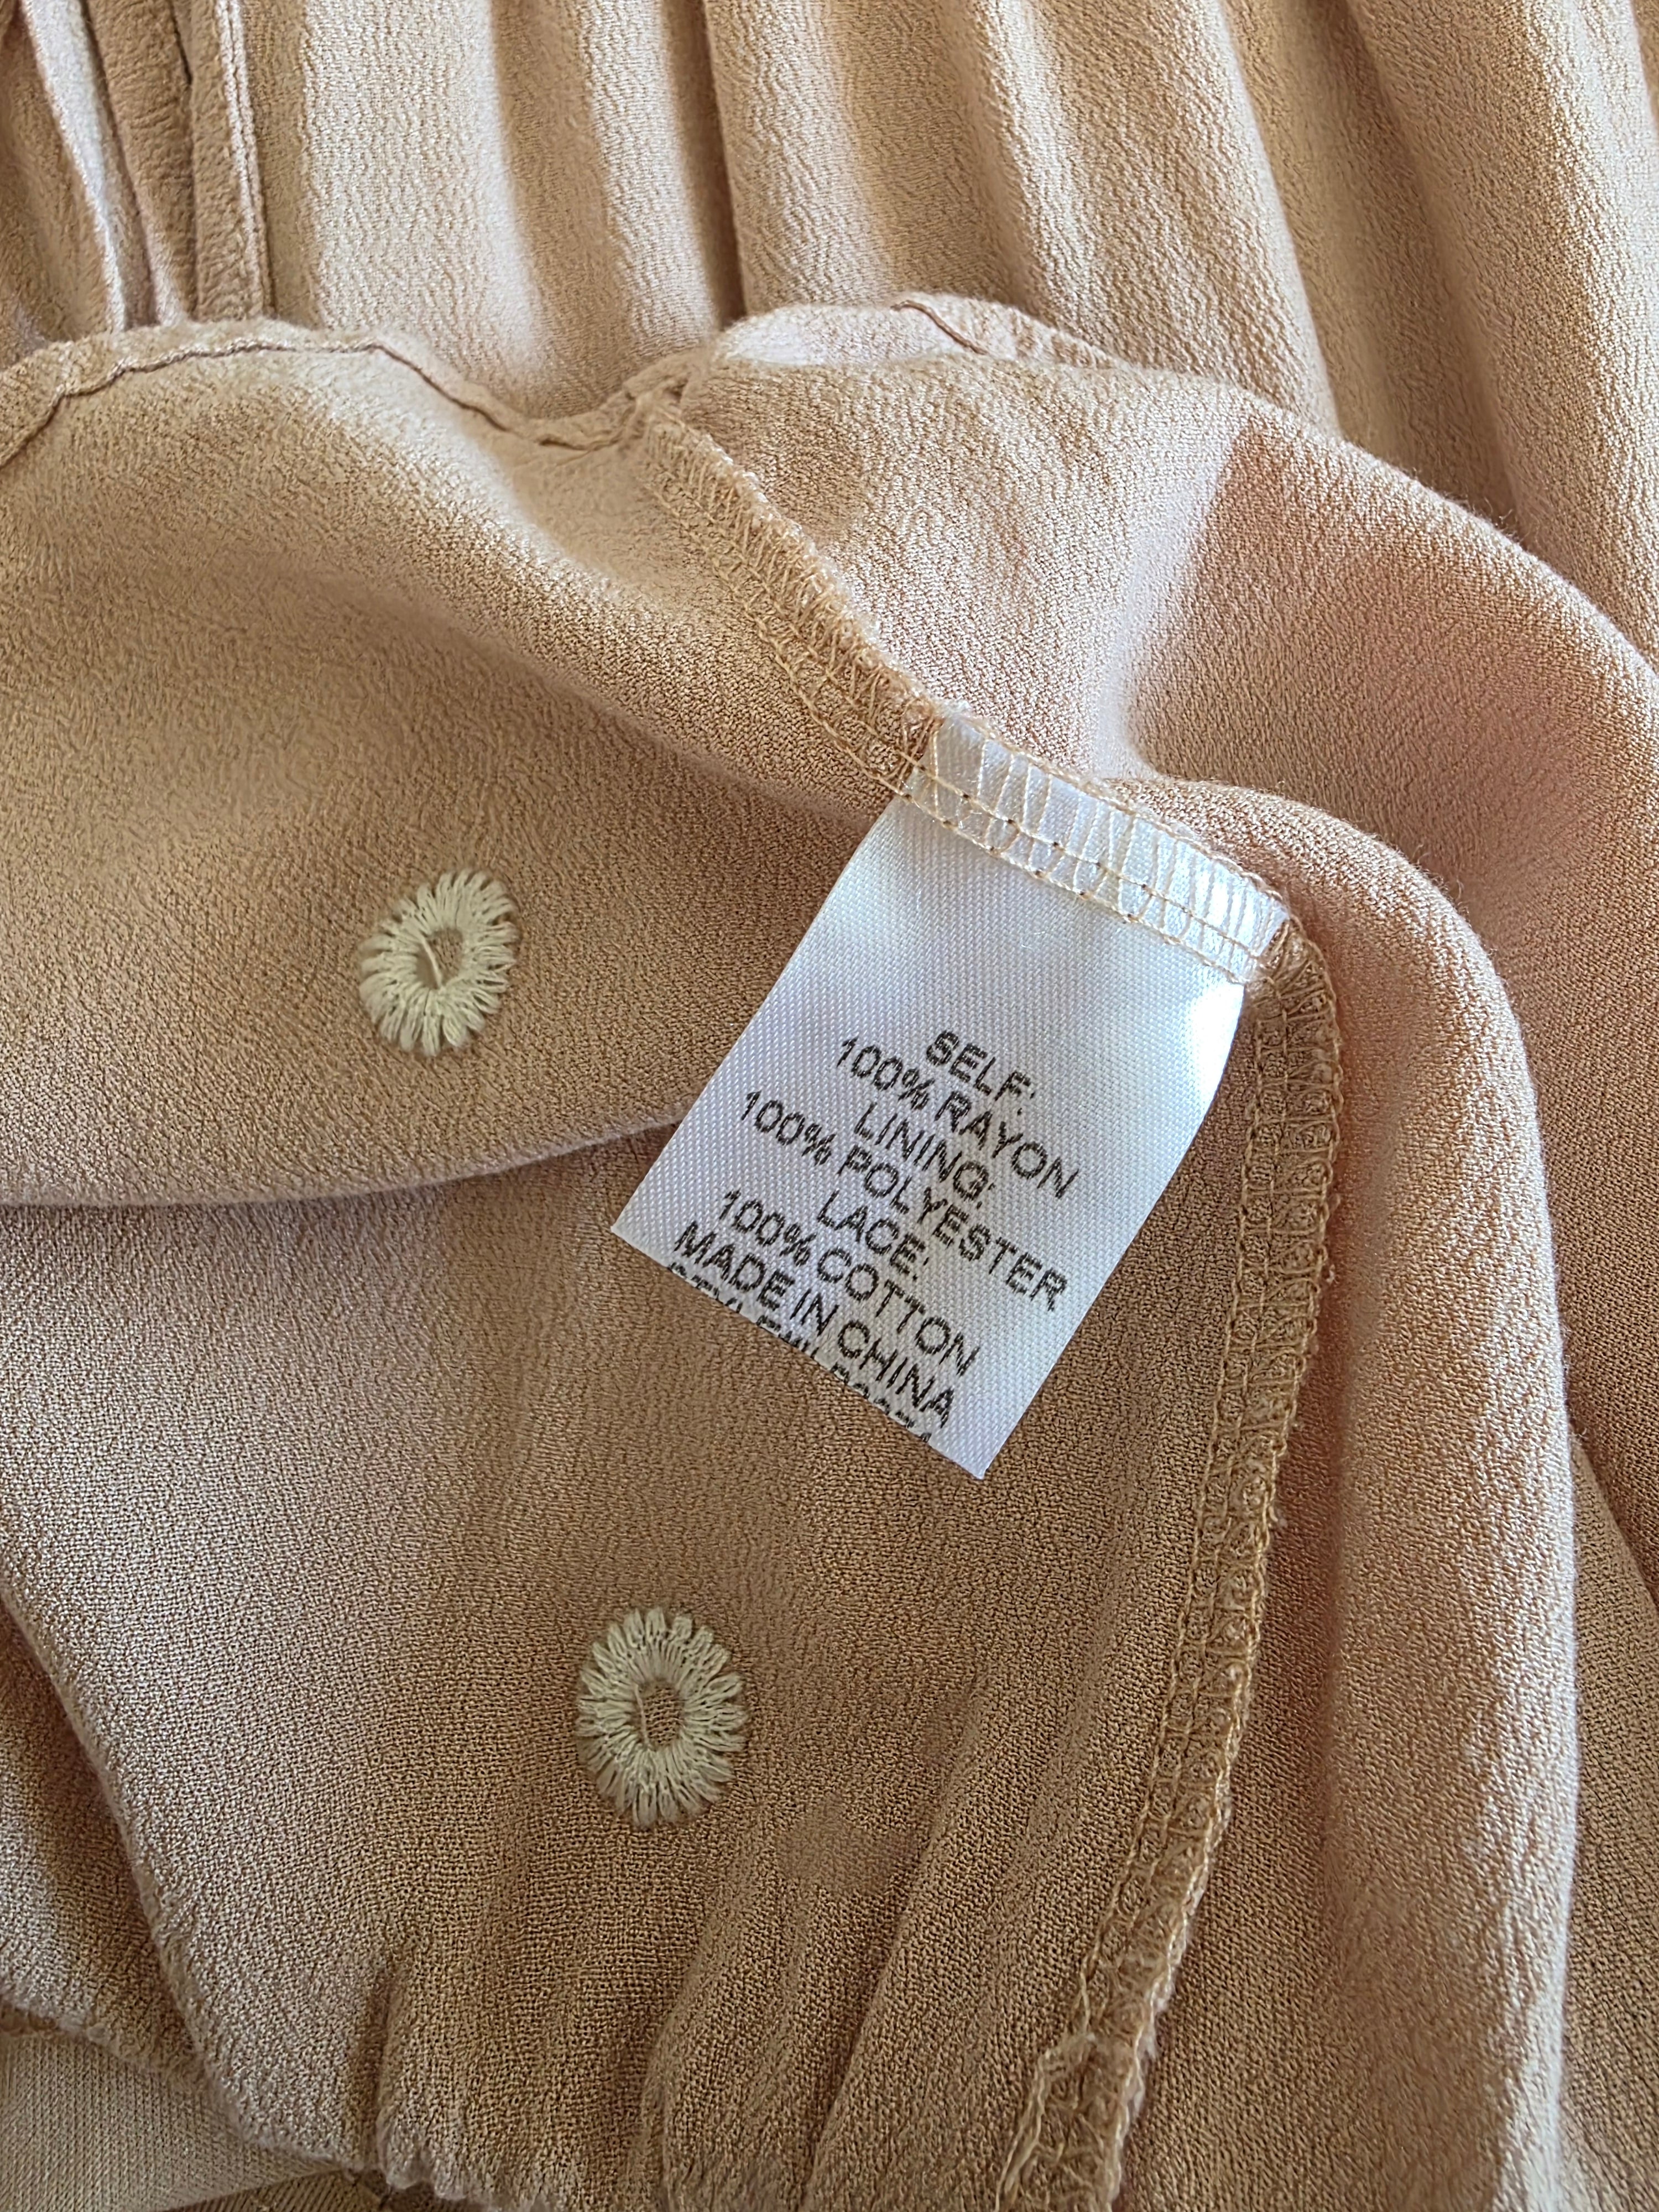 SELF:
100% RAYON
LINING:
100% POLYESTER
LACE:
100% COTTON
MADE IN CHINA